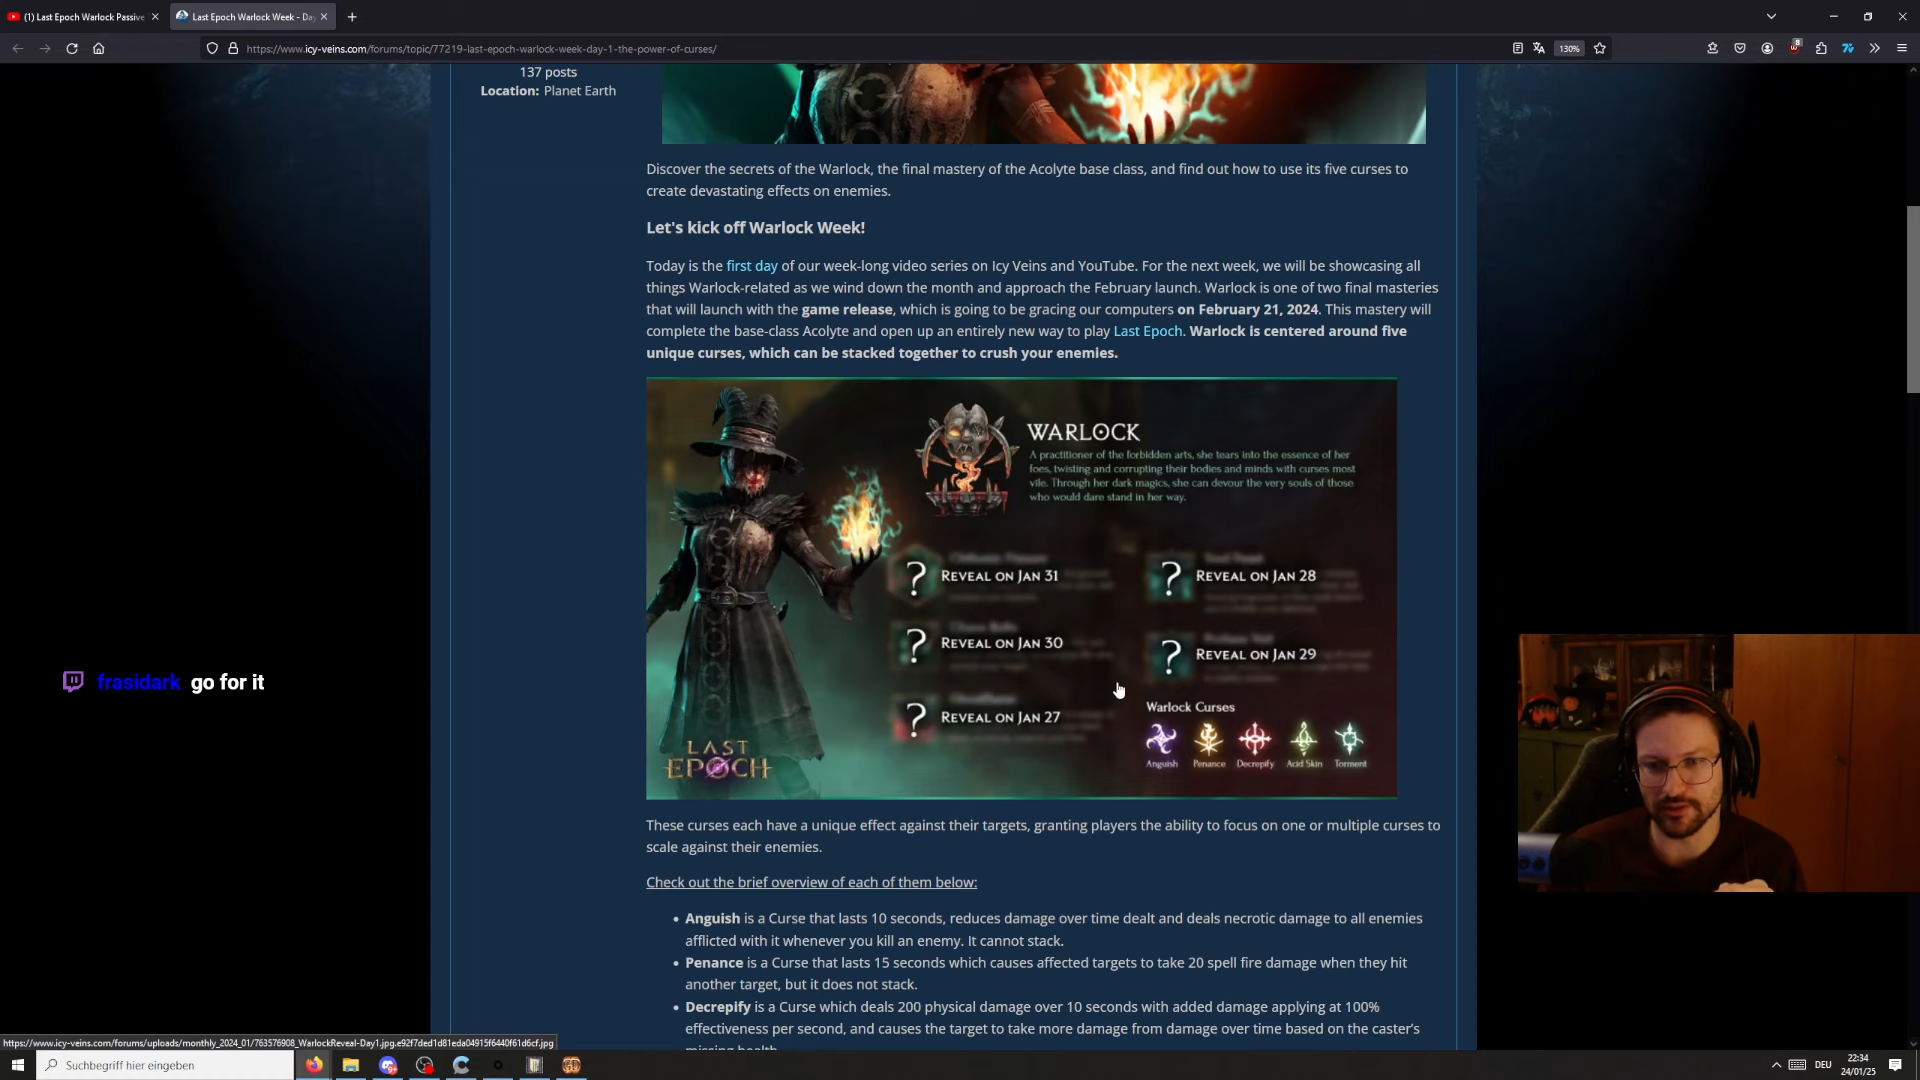 (1) Last Epoch Warlock Passive
Last Epoch Warlock Week - Da
https://www.icy-veins.com/forums/topic/77219-last-epoch-warlock-week-day-1-the-power-of-curses/
130%
8
137 posts
Location: Planet Earth
Discover the secrets of the Warlock, the final mastery of the Acolyte base class, and find out how to use its five curses to
create devastating effects on enemies.
Let's kick off Warlock Week!
Today is the first day of our week-long video series on Icy Veins and YouTube. For the next week, we will be showcasing all
things Warlock-related as we wind down the month and approach the February launch. Warlock is one of two final masteries
that will launch with the game release, which is going to be gracing our computers on February 21, 2024. This mastery will
complete the base-class Acolyte and open up an entirely new way to play Last Epoch. Warlock is centered around five
unique curses, which can be stacked together to crush your enemies.
WARLOCK
A practitioner of the forbidden arts, she tears into the essence of her
foes, twisting and corrupting their bodies and minds with curses most
vile. Through her dark magics, she can devour the very souls of those
who would dare stand in her way.
? REVEAL ON JAN 31
? REVEAL ON JAN 28
? REVEAL ON JAN 30
? REVEAL ON JAN 29
? REVEAL ON JAN 27
Warlock Curses
Anguish Penance Decrepify Acid Skin Torment
LAST
EPOCH
frasidark go for it
These curses each have a unique effect against their targets, granting players the ability to focus on one or multiple curses to
scale against their enemies.
Check out the brief overview of each of them below:
• Anguish is a Curse that lasts 10 seconds, reduces damage over time dealt and deals necrotic damage to all enemies
afflicted with it whenever you kill an enemy. It cannot stack.
• Penance is a Curse that lasts 15 seconds which causes affected targets to take 20 spell fire damage when they hit
another target, but it does not stack.
• Decrepify is a Curse which deals 200 physical damage over 10 seconds with added damage applying at 100%
effectiveness per second, and causes the target to take more damage from damage over time based on the caster's
missing health
https://www.icy-veins.com/forums/uploads/monthly_2024_01/763576908_WarlockReveal-Day1.jpg.e92f7ded1d81eda04915f6440f61d6cf.jpg
Suchbegriff hier eingeben
DEU
22:34
24/01/25